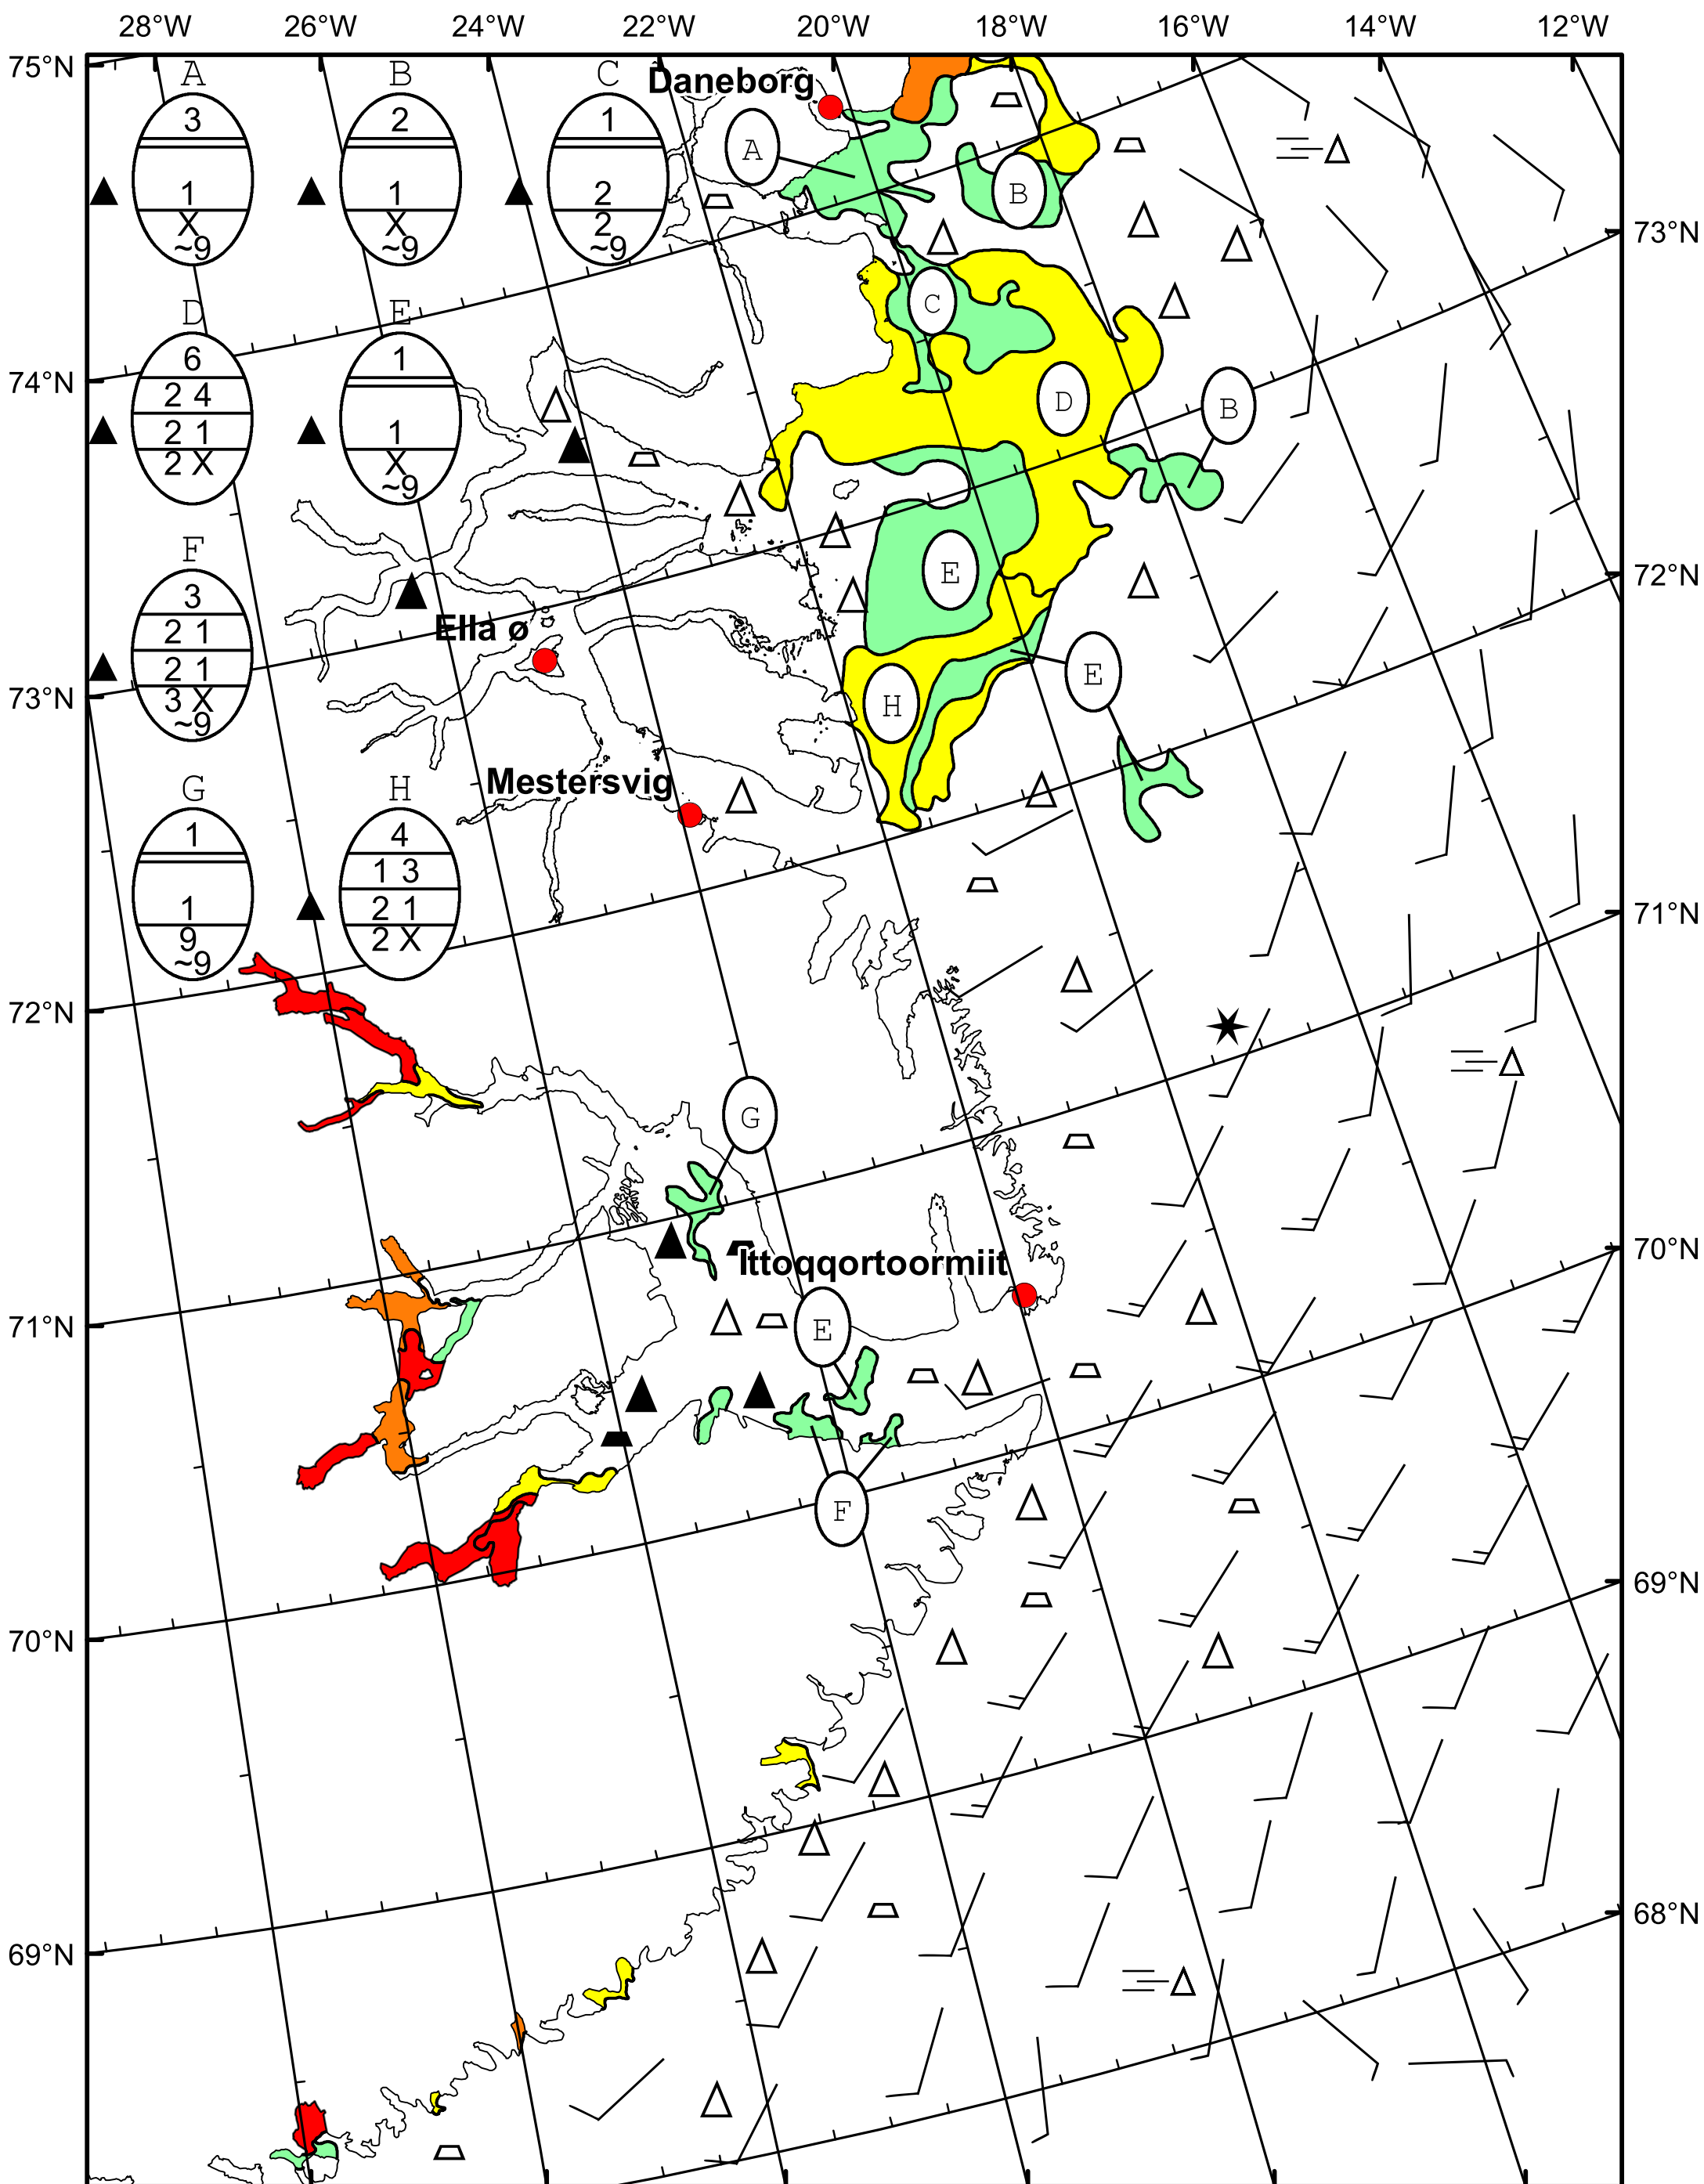 28°W 26°W 24°W 22°W 20°W 18°W 16°W 14°W 12°W
75°N
A B C
Daneborg
3 2 1
A
1 1 2
B
X X 2
~9 ~9 ~9
73°N
C
D E
6 1
74°N
2 4
D B
2 1 1
2 X X
~9
F
E
72°N
3
2 1
Ella ø
2 1
E
3 X
73°N
~9
H
Mestersvig
G H
1 4
1 3
1 2 1
71°N
9 2 X
~9
72°N
G
70°N
Ittoqqortoormiit
71°N
E
F
69°N
70°N
68°N
69°N